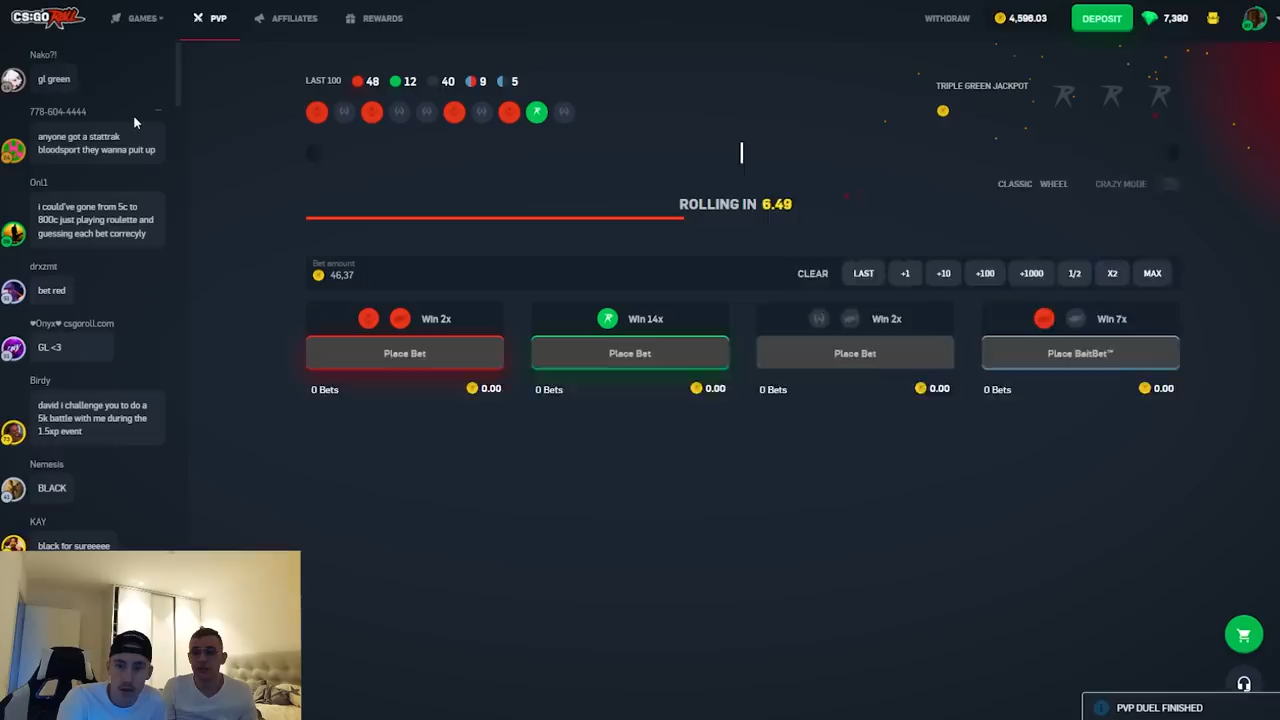 CS:GO ROLL
GAMES
PVP
AFFILIATES
REWARDS
WITHDRAW
4,596.03
DEPOSIT
7,390
Nako?!
gl green
778-604-4444
anyone got a stattrak
bloodsport they wanna puit up
Onl1
i could've gone from 5c to
800c just playing roulette and
guessing each bet correcyly
drxzmt
bet red
♥Onyx♥ csgoroll.com
GL <3
Birdy
david i challenge you to do a
5k battle with me during the
1.5xp event
Nemesis
BLACK
KAY
black for sureeeee
LAST 100
48
12
40
9
5
TRIPLE GREEN JACKPOT
CLASSIC
WHEEL
CRAZY MODE
ROLLING IN 6.49
Bet amount
46,37
CLEAR
LAST
+1
+10
+100
+1000
1/2
X2
MAX
Win 2x
Win 14x
Win 2x
Win 7x
Place Bet
Place Bet
Place Bet
Place BaitBet™
0 Bets
0.00
0 Bets
0.00
0 Bets
0.00
0 Bets
0.00
PVP DUEL FINISHED